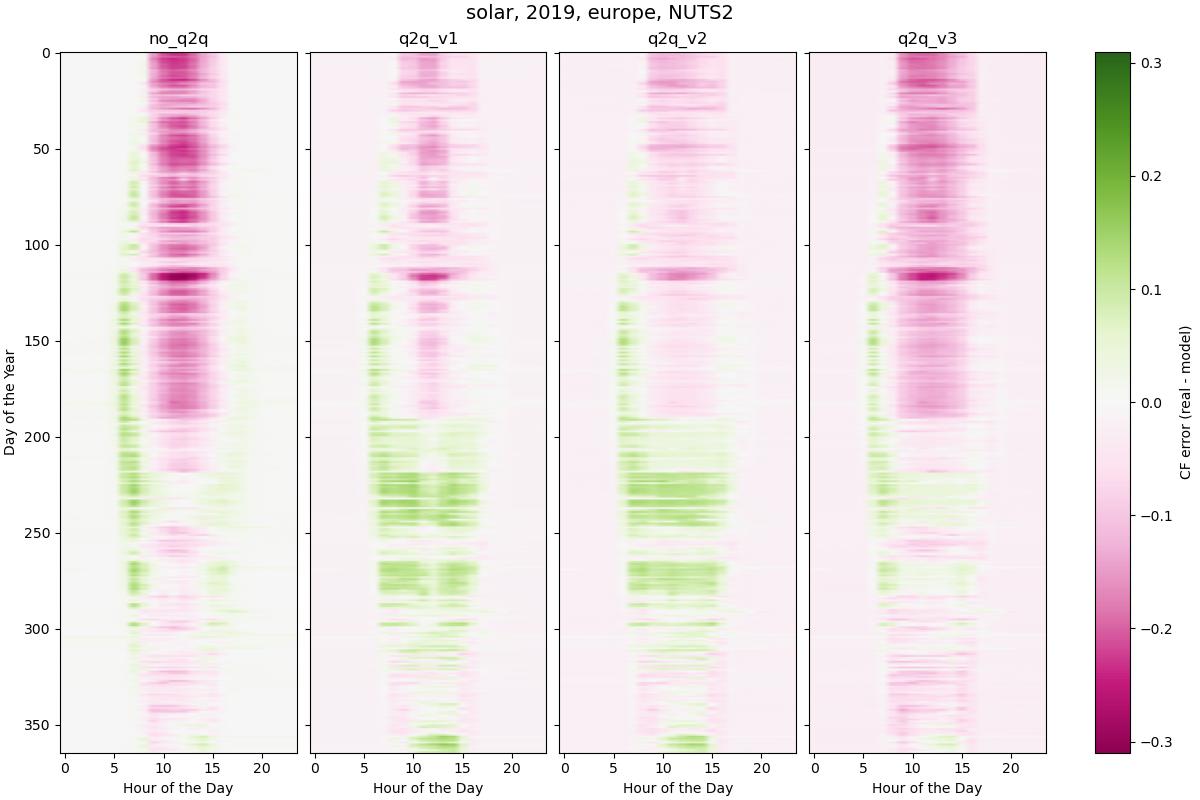 solar, 2019, europe, NUTS2
no_q2q
q2q_v1
q2q_v2
q2q_v3
Day of the Year
0
50
100
150
200
250
300
350
0 5 10 15 20
0 5 10 15 20
0 5 10 15 20
0 5 10 15 20
Hour of the Day
Hour of the Day
Hour of the Day
Hour of the Day
0.3
0.2
0.1
0.0
−0.1
−0.2
−0.3
CF error (real - model)